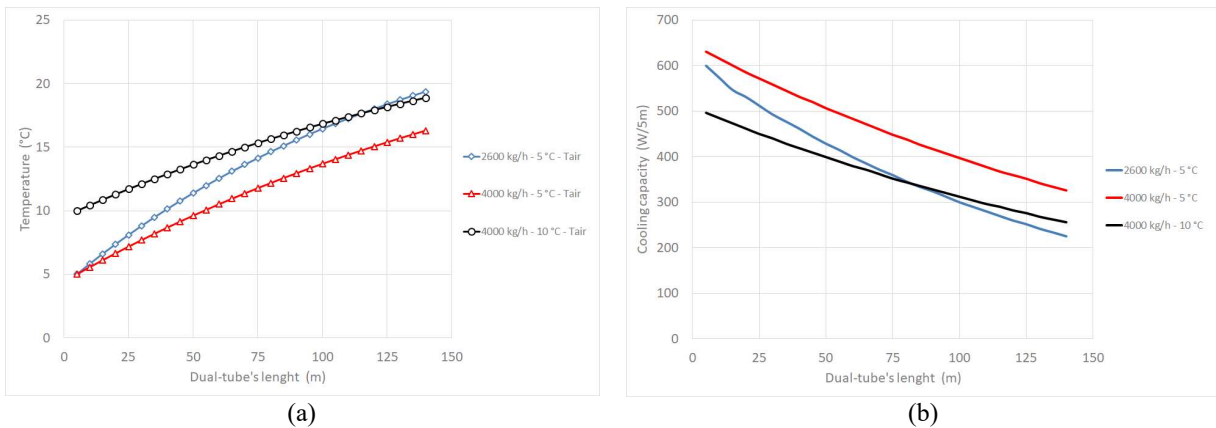 25
20
15
10
5
0
Temperature (°C)
0 25 50 75 100 125 150
Dual-tube's lenght (m)
2600 kg/h - 5 °C - Tair
4000 kg/h - 5 °C - Tair
4000 kg/h - 10 °C - Tair
(a)
700
600
500
400
300
200
100
0
Coolingcapacity (W/5m)
0 25 50 75 100 125 150
Dual-tube's lenght (m)
2600 kg/h - 5 °C
4000 kg/h - 5 °C
4000 kg/h - 10 °C
(b)